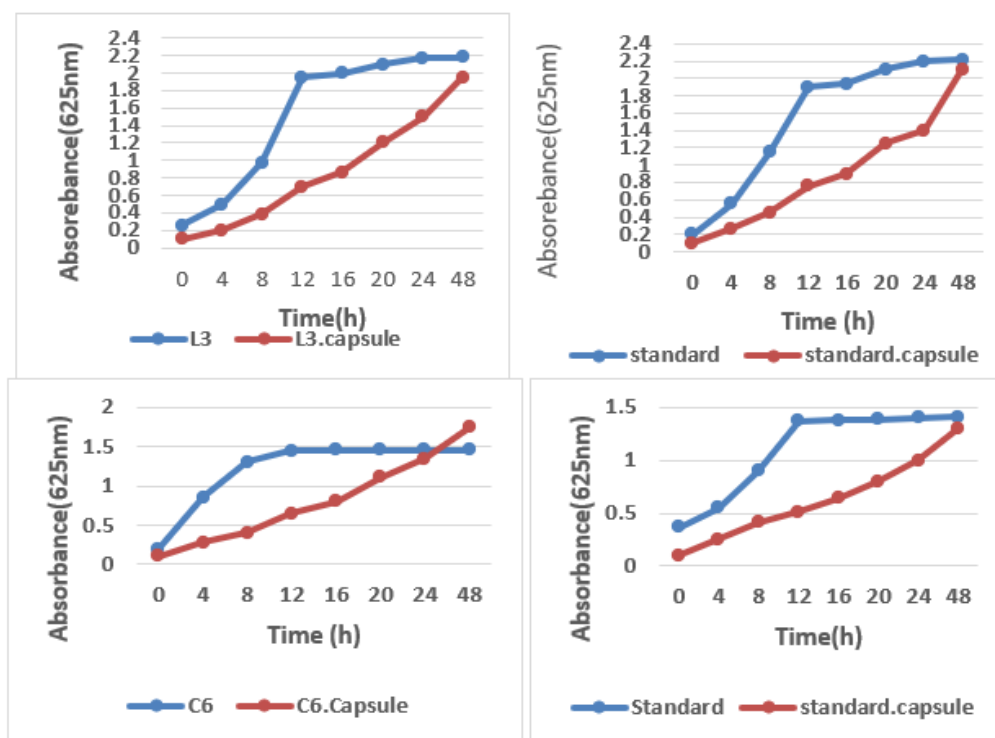 Absorebance(625nm)
2.4
2.2
2
1.8
1.6
1.4
1.2
1
0.8
0.6
0.4
0.2
0
0 4 8 12 16 20 24 48
Time(h)
L3 L3.capsule
Absorebance(625nm)
2.4
2.2
2
1.8
1.6
1.4
1.2
1
0.8
0.6
0.4
0.2
0
0 4 8 12 16 20 24 48
Time (h)
standard standard.capsule
Absorbance(625nm)
2
1.5
1
0.5
0
0 4 8 12 16 20 24 48
Time (h)
C6 C6.Capsule
Absorbance(625nm)
1.5
1
0.5
0
0 4 8 12 16 20 24 48
Time(h)
Standard standard.capsule